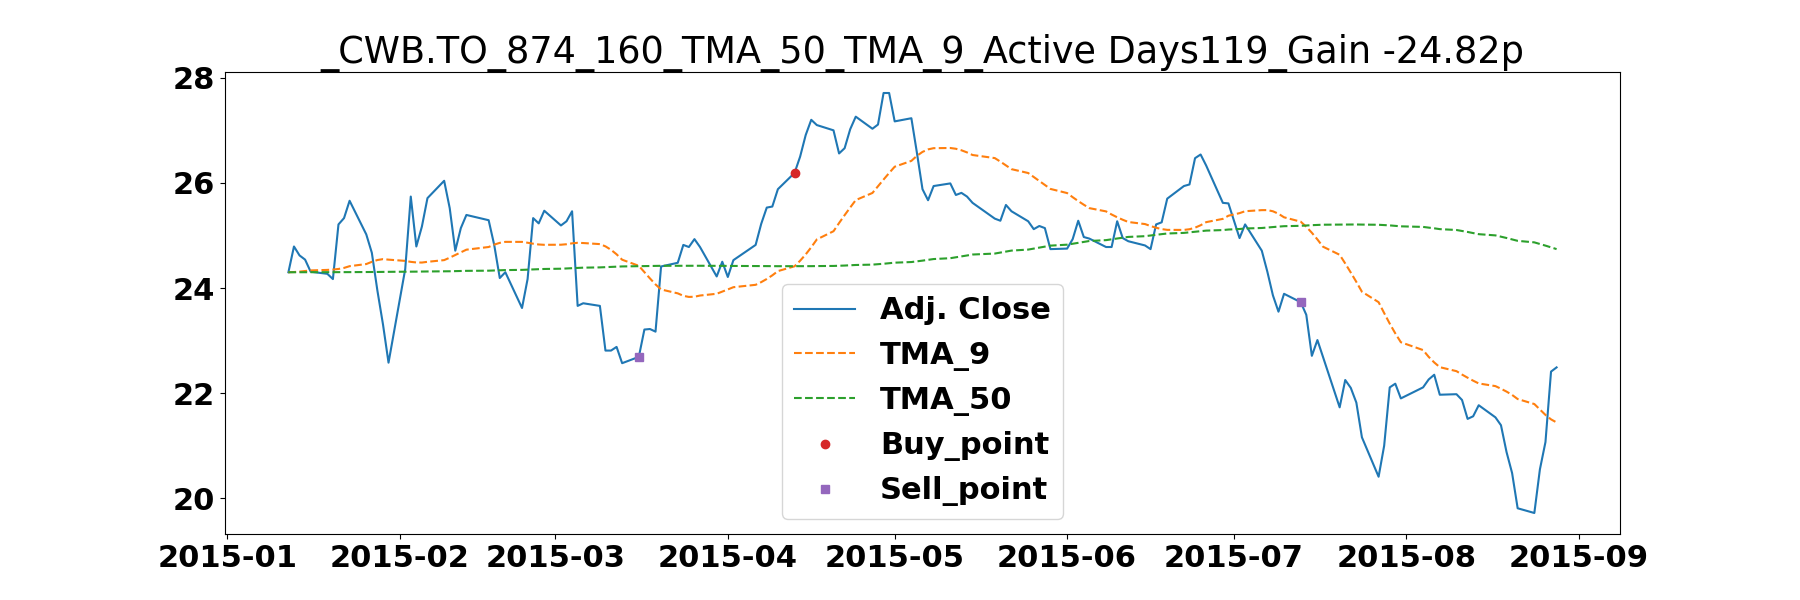 _CWB.TO_874_160_TMA_50_TMA_9_Active Days119_Gain -24.82p
28
26
24
22
20
Adj. Close
TMA_9
TMA_50
Buy_point
Sell_point
2015-01 2015-02 2015-03 2015-04 2015-05 2015-06 2015-07 2015-08 2015-09